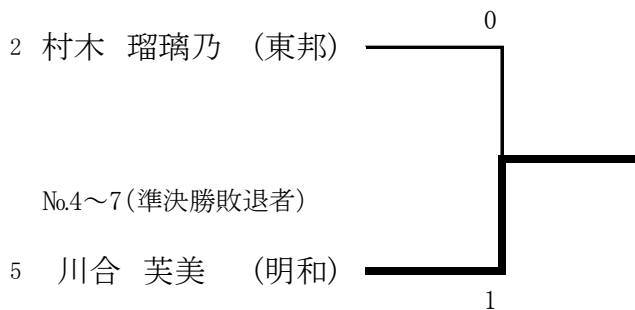 0
2 村木 瑠璃乃 (東邦)
№4～7(準決勝敗退者)
5 川合 芙美 (明和)
1